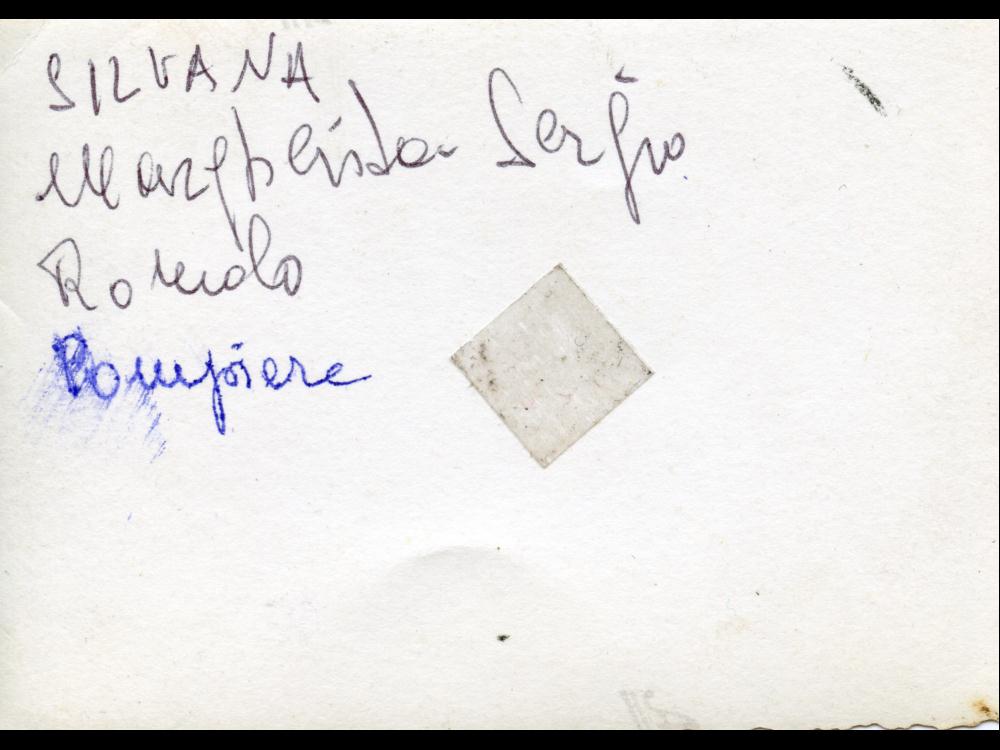 SILVANA
Margherita Sergio
Romolo
Pompiere